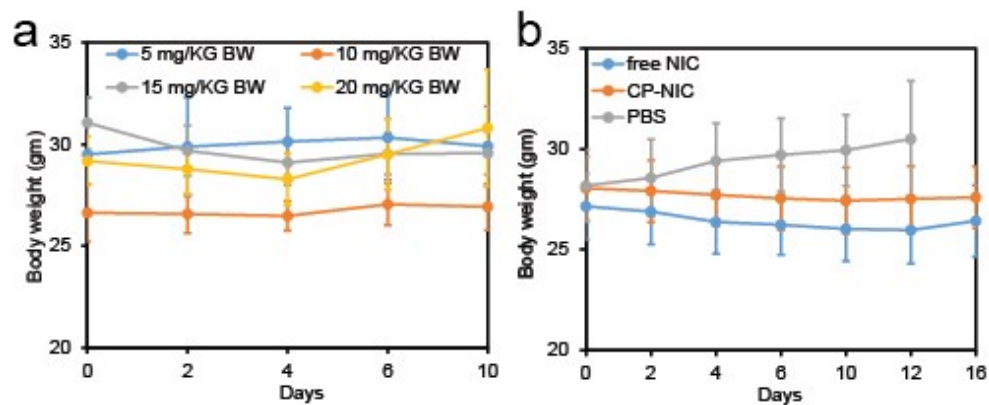 a
35
30
25
20
Body weight (gm)
5 mg/KG BW
10 mg/KG BW
15 mg/KG BW
20 mg/KG BW
0 2 4 6 10
Days
b
35
30
25
20
Body weight (gm)
free NIC
CP-NIC
PBS
0 2 4 6 10 12 16
Days